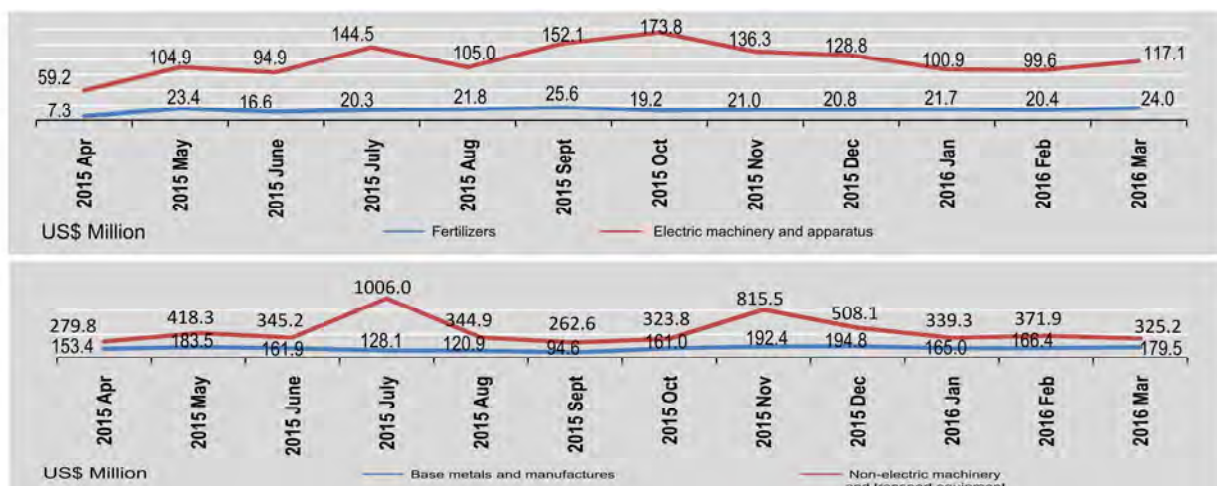 59.2 104.9 94.9 144.5 105.0 152.1 173.8 136.3 128.8 100.9 99.6 117.1
7.3 23.4 16.6 20.3 21.8 25.6 19.2 21.0 20.8 21.7 20.4 24.0
2015 Apr 2015 May 2015 June 2015 July 2015 Aug 2015 Sept 2015 Oct 2015 Nov 2015 Dec 2016 Jan 2016 Feb 2016 Mar
US$ Million Fertilizers Electric machinery and apparatus
279.8 418.3 345.2 1006.0 344.9 262.6 323.8 815.5 508.1 339.3 371.9 325.2
153.4 183.5 161.9 128.1 120.9 94.6 161.0 192.4 194.8 165.0 166.4 179.5
2015 Apr 2015 May 2015 June 2015 July 2015 Aug 2015 Sept 2015 Oct 2015 Nov 2015 Dec 2016 Jan 2016 Feb 2016 Mar
US$ Million Base metals and manufactures Non-electric machinery
and transport equipment